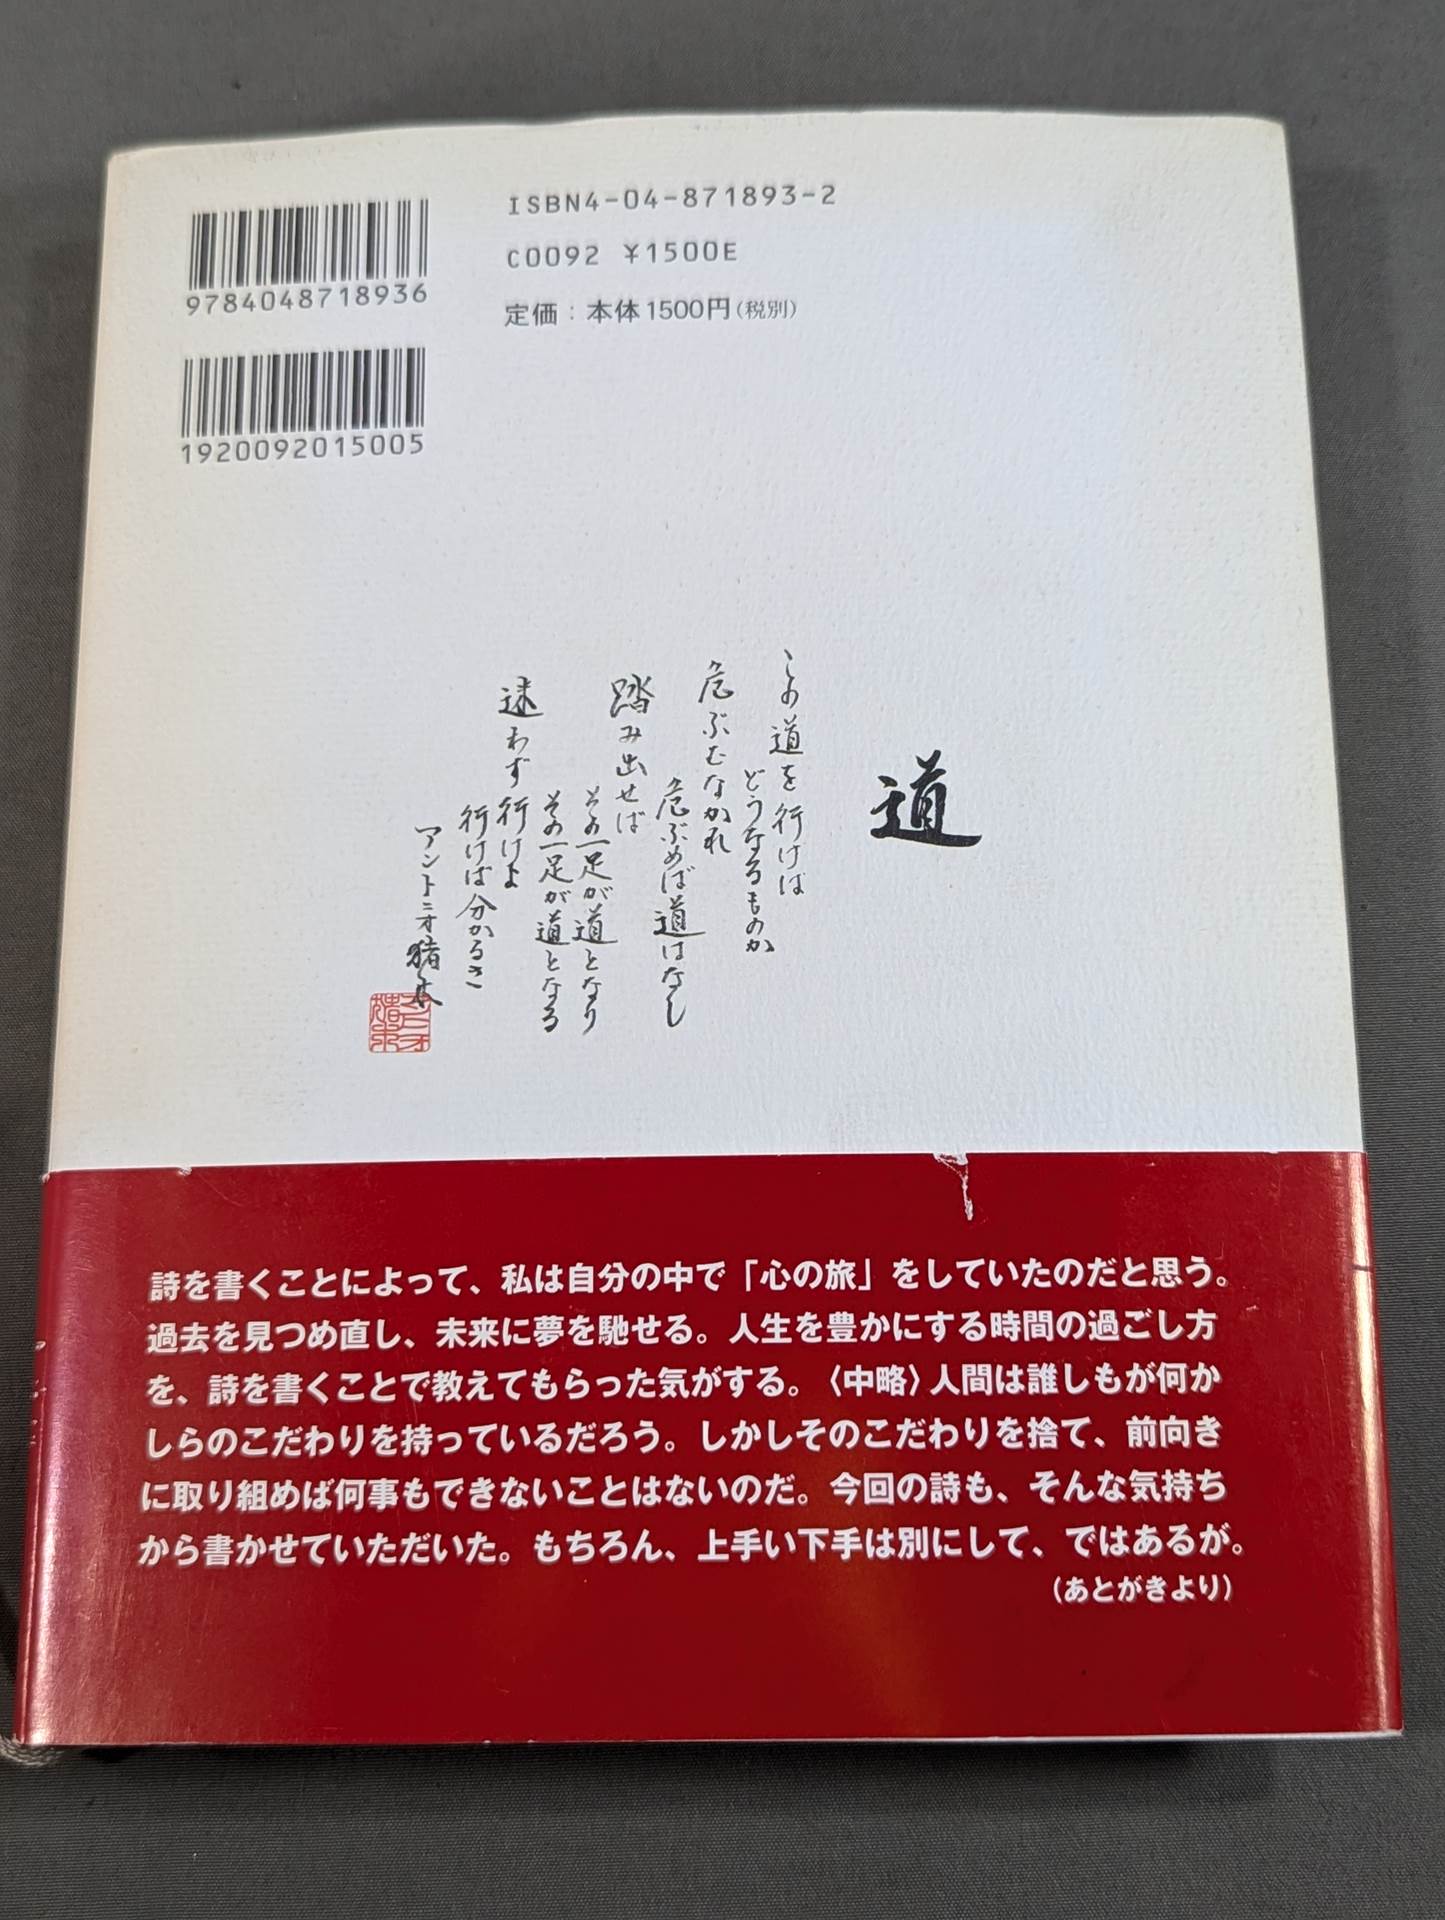 ISBN4-04-871893-2
C0092 ¥1500E
定価：本体1500円(税別)
9784048718936
1920092015005
道
この道を行けば
どうなるものか
危ぶむなかれ
危ぶめば道はなし
踏み出せば
その一足が道となり
その一足が道となる
迷わず行けよ
行けば分かるさ
アントニオ猪木
詩を書くことによって、私は自分の中で「心の旅」をしていたのだと思う。
過去を見つめ直し、未来に夢を馳せる。人生を豊かにする時間の過ごし方
を、詩を書くことで教えてもらった気がする。〈中略〉人間は誰しもが何か
しらのこだわりを持っているだろう。しかしそのこだわりを捨て、前向き
に取り組めば何事もできないことはないのだ。今回の詩も、そんな気持ち
から書かせていただいた。もちろん、上手い下手は別にして、ではあるが。
(あとがきより)